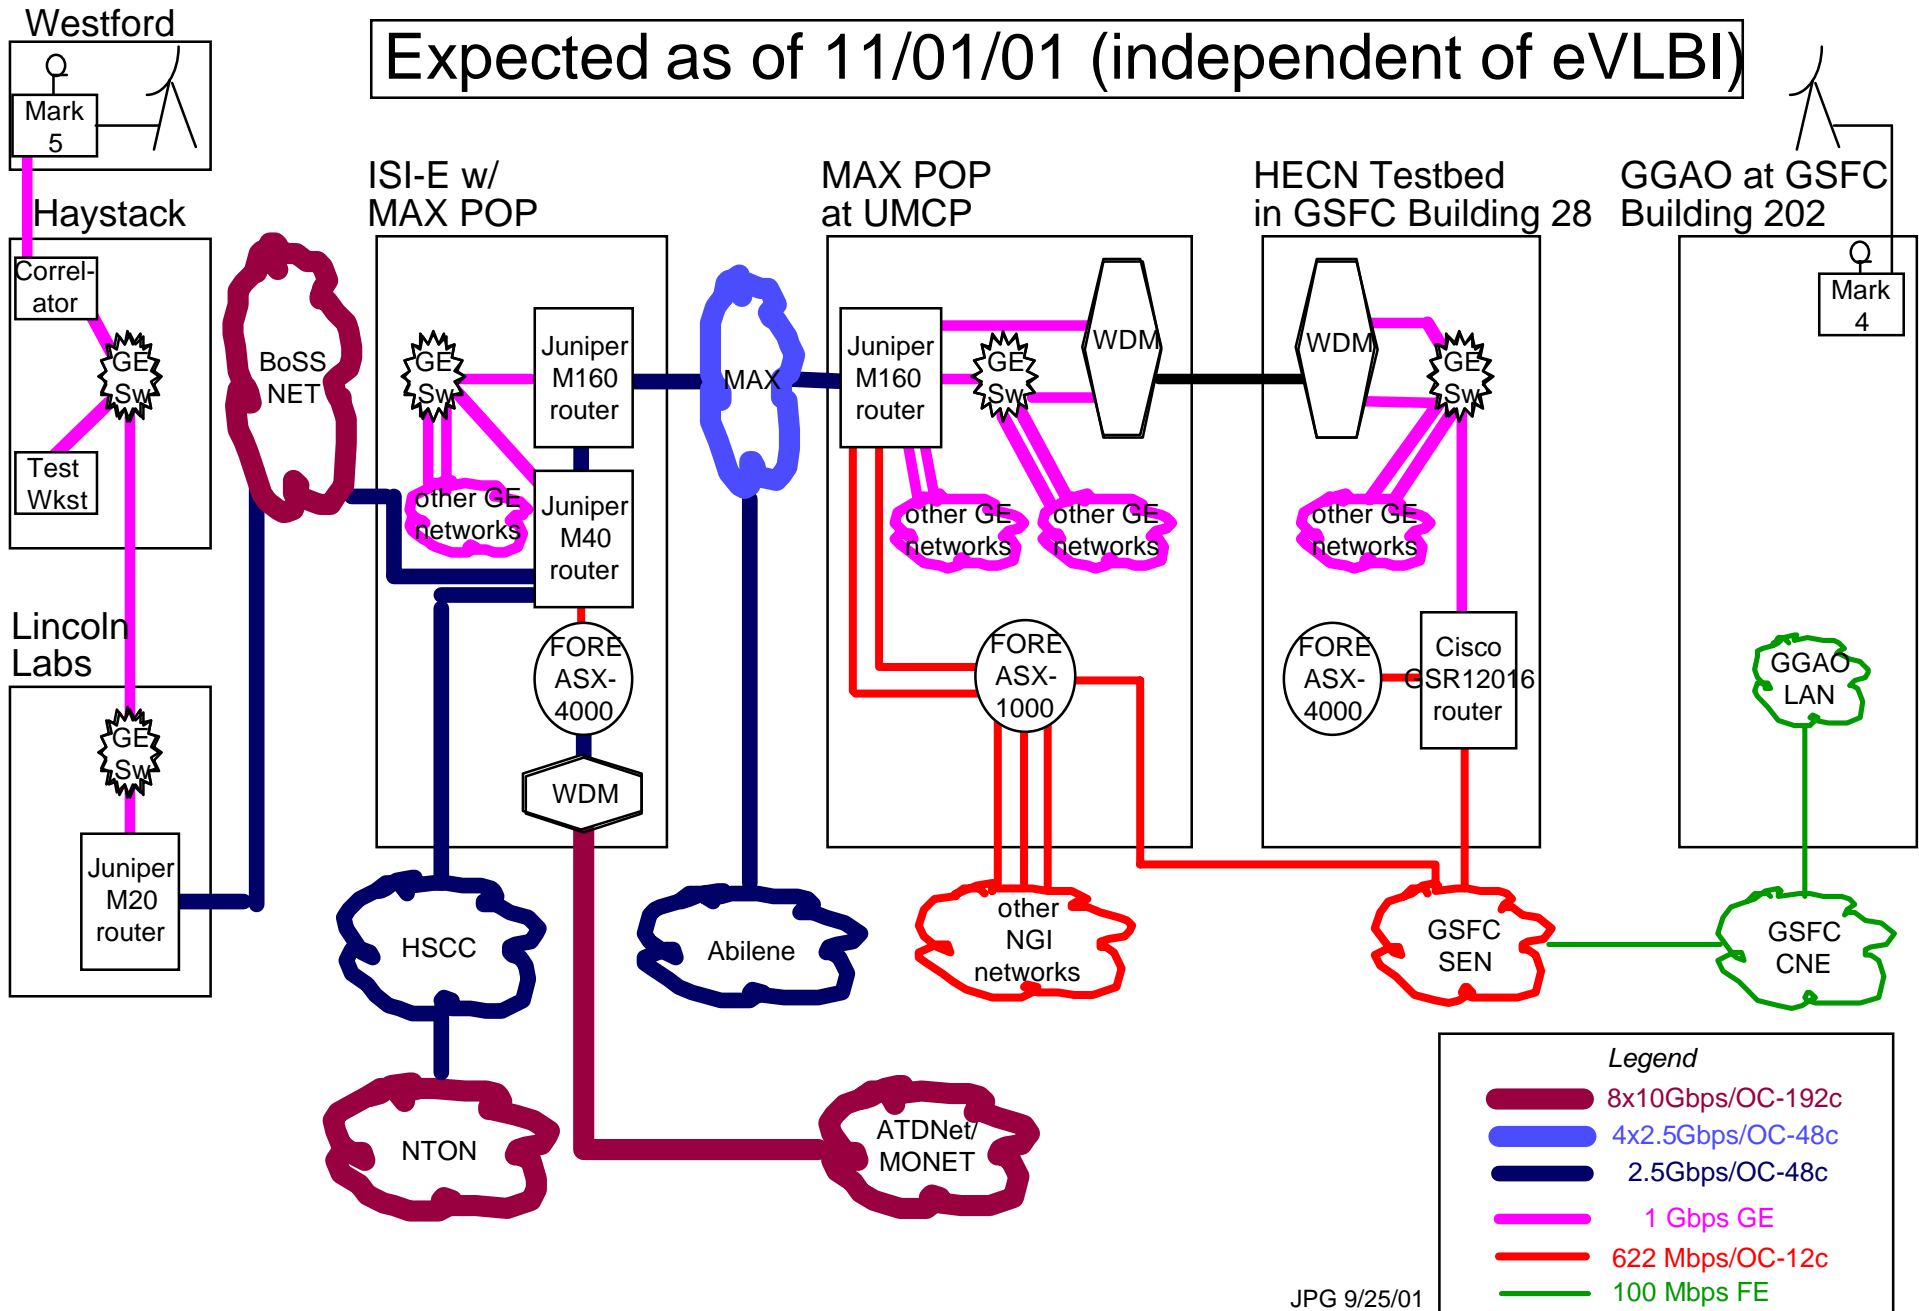 Westford
Expected as of 11/01/01 (independent of eVLBI)
Mark
5
Haystack
Correl-
ator
GE
Sw
Test
Wkst
Lincoln
Labs
GE
Sw
Juniper
M20
router
BoSS
NET
ISI-E w/
MAX POP
GE
Sw
Juniper
M160
router
other GE
networks
Juniper
M40
router
FORE
ASX-
4000
WDM
HSCC
NTON
MAX
Abilene
ATDNet/
MONET
MAX POP
at UMCP
Juniper
M160
router
GE
Sw
WDM
other GE
networks
other GE
networks
FORE
ASX-
1000
other
NGI
networks
HECN Testbed
in GSFC Building 28
WDM
GE
Sw
other GE
networks
FORE
ASX-
4000
Cisco
GSR12016
router
GSFC
SEN
GGAO at GSFC
Building 202
Mark
4
GGAO
LAN
GSFC
CNE
Legend
8x10Gbps/OC-192c
4x2.5Gbps/OC-48c
2.5Gbps/OC-48c
1 Gbps GE
622 Mbps/OC-12c
100 Mbps FE
JPG 9/25/01